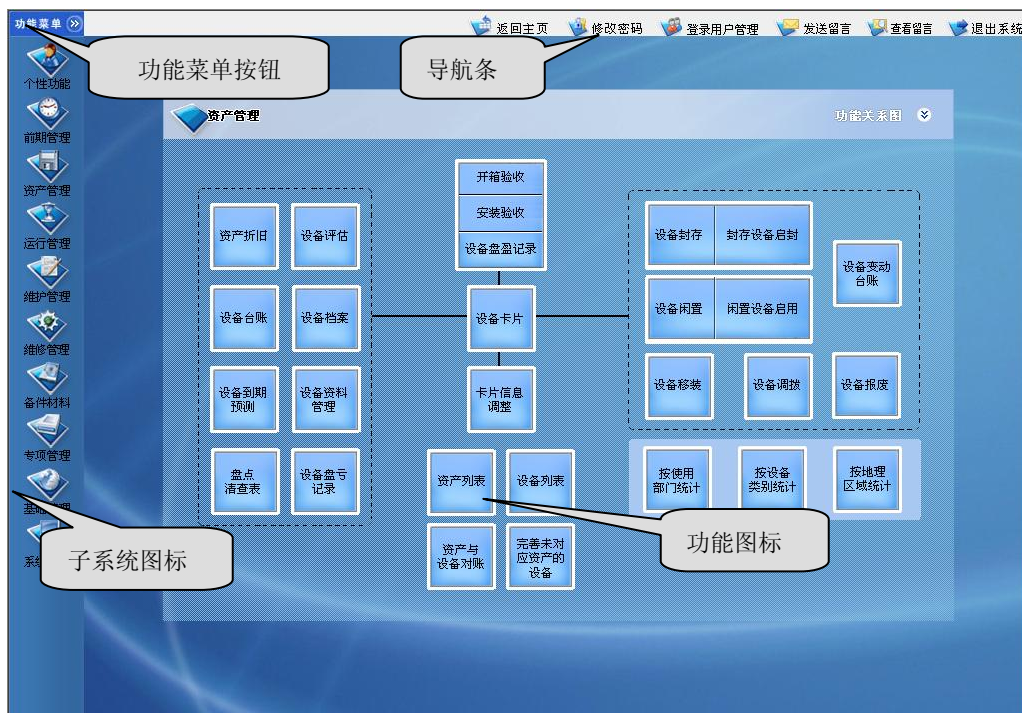 功能菜单
返回主页
修改密码
登录用户管理
发送留言
查看留言
退出系统
功能菜单按钮
导航条
个性功能
前期管理
资产管理
运行管理
维护管理
维修管理
备件材料
专项管理
资产管理
功能关系图
开箱验收
安装验收
设备盘盈记录
资产折旧
设备评估
设备封存
封存设备启封
设备变动
台账
设备台账
设备档案
设备卡片
设备闲置
闲置设备启用
设备到期
预测
设备资料
管理
卡片信息
调整
设备移装
设备调拨
设备报废
盘点
清查表
设备盘亏
记录
资产列表
设备列表
按使用
部门统计
按设备
类别统计
按地理
区域统计
资产与
设备对账
完善未对
应资产的
设备
子系统图标
功能图标